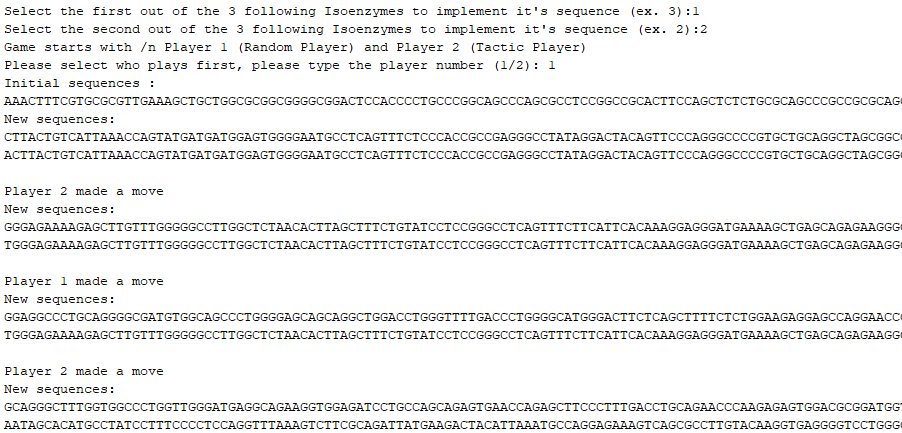 Select the first out of the 3 following Isoenzymes to implement it's sequence (ex. 3):1
Select the second out of the 3 following Isoenzymes to implement it's sequence (ex. 2):2
Game starts with /n Player 1 (Random Player) and Player 2 (Tactic Player)
Please select who plays first, please type the player number (1/2): 1
Initial sequences :
AAACTTTCGTGCGCGTTGAAAGCTGCTGGCGCGGCGGGGCGGACTCCACCCCTGCCCGGCAGCCCAGCGCCTCCGGCCGCACTTCCAGCTCTCTGCGCAGCCCGCCGCGCAG
New sequences:
CTTACTGTCATTAAACCAGTATGATGATGGAGTGGGGAATGCCTCAGTTTCTCCCACCGCCGAGGGCCTATAGGACTACAGTTCCCAGGGCCCCGTGCTGCAGGCTAGCGGC
ACTTACTGTCATTAAACCAGTATGATGATGGAGTGGGGAATGCCTCAGTTTCTCCCACCGCCGAGGGCCTATAGGACTACAGTTCCCAGGGCCCCGTGCTGCAGGCTAGCGG
Player 2 made a move
New sequences:
GGGAGAAAAGAGCTTGTTTGGGGGCCTTGGCTCTAACACTTAGCTTTCTGTATCCTCCGGGCCTCAGTTTCTTCATTCACAAAGGAGGGATGAAAAGCTGAGCAGAGAAGGG
TGGGAGAAAAGAGCTTGTTTGGGGGCCTTGGCTCTAACACTTAGCTTTCTGTATCCTCCGGGCCTCAGTTTCTTCATTCACAAAGGAGGGATGAAAAGCTGAGCAGAGAAGG
Player 1 made a move
New sequences:
GGAGGCCCTGCAGGGGCGATGTGGCAGCCCTGGGGAGCAGCAGGCTGGACCTGGGTTTTGACCCTGGGGCATGGGACTTCTCAGCTTTTCTCTGGAAGAGGAGCCAGGAACC
TGGGAGAAAAGAGCTTGTTTGGGGGCCTTGGCTCTAACACTTAGCTTTCTGTATCCTCCGGGCCTCAGTTTCTTCATTCACAAAGGAGGGATGAAAAGCTGAGCAGAGAAGG
Player 2 made a move
New sequences:
GCAGGGCTTTGGTGGCCCTGGTTGGGATGAGGCAGAAGGTGGAGATCCTGCCAGCAGAGTGAACCAGAGCTTCCCTTTGACCTGCAGAACCCAAGAGAGTGGACGCGGATGG
AATAGCACATGCCTATCCTTTCCCCTCCAGGTTTAAAGTCTTCGCAGATTATGAAGACTACATTAAATGCCAGGAGAAAGTCAGCGCCTTGTACAAGGTGAGGGGTCCTGGG